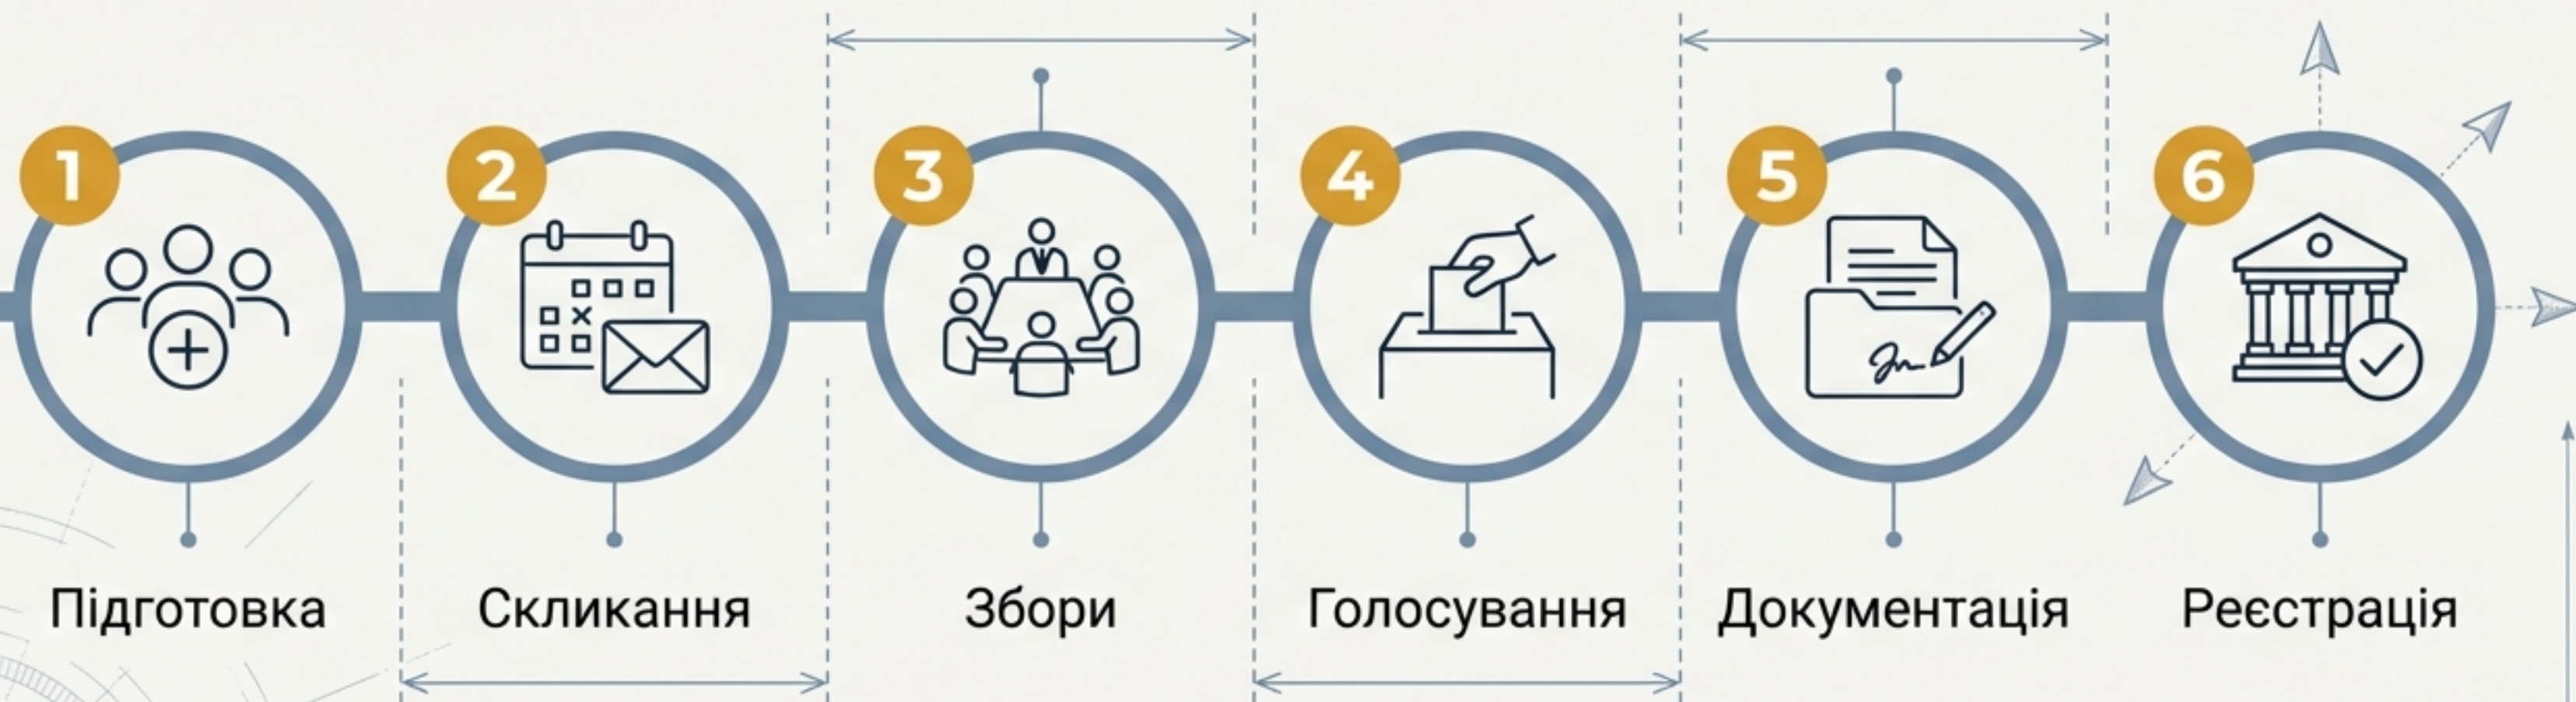 1
2
3
4
5
6
Підготовка
Скликання
Збори
Голосування
Документація
Реєстрація